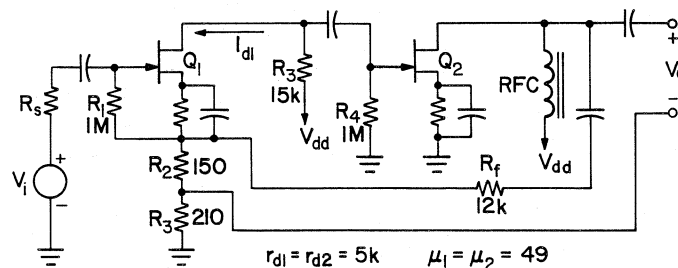 I_d1
Q_1
Q_2
R_3
15k
V_dd
R_s
R_1
1M
R_4
1M
RFC
V_dd
+
V_i
−
R_2
150
R_f
12k
R_3
210
+
−
r_d1 = r_d2 = 5k
μ_1 = μ_2 = 49